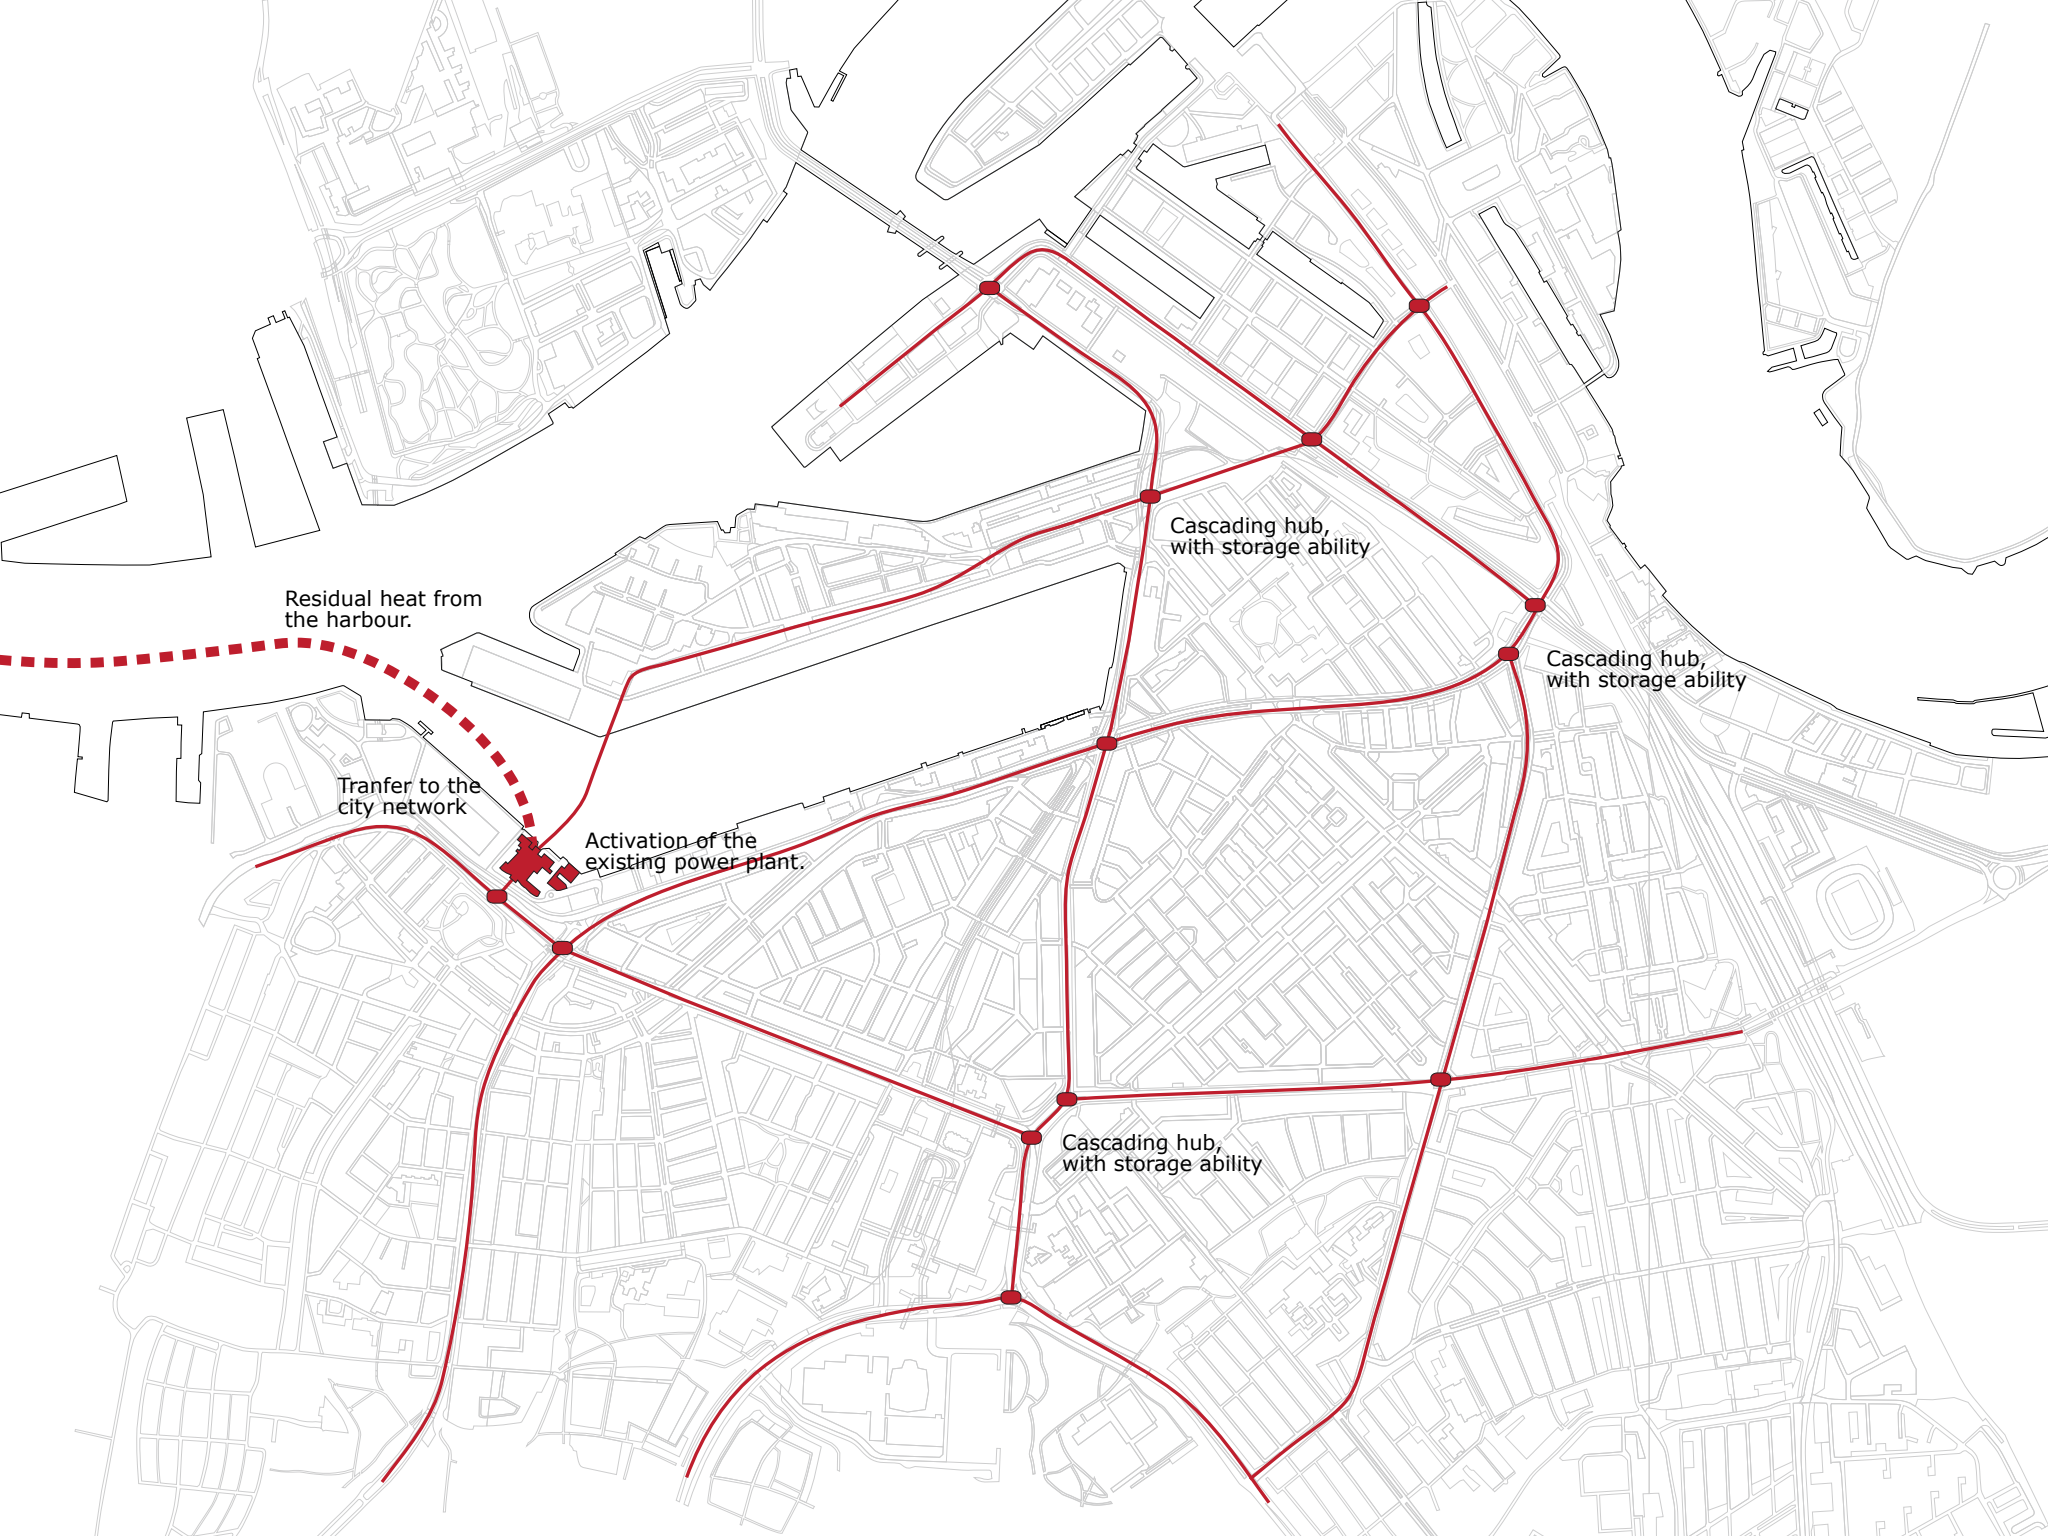 Cascading hub,
with storage ability
Residual heat from
the harbour.
Cascading hub,
with storage ability
Tranfer to the
city network
Activation of the
existing power plant.
Cascading hub,
with storage ability